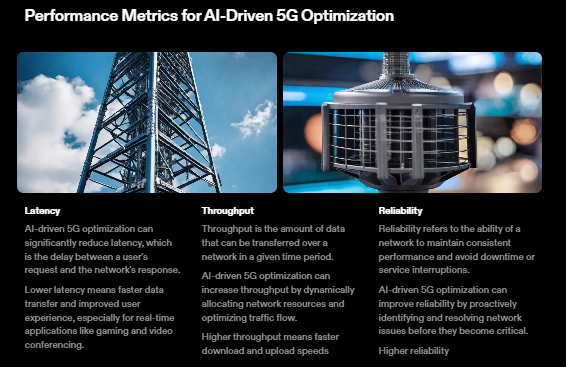 Performance Metrics for AI-Driven 5G Optimization
Latency
AI-driven 5G optimization can
significantly reduce latency, which
is the delay between a user's
request and the network's response.
Lower latency means faster data
transfer and improved user
experience, especially for real-time
applications like gaming and video
conferencing.
Throughput
Throughput is the amount of data
that can be transferred over a
network in a given time period.
AI-driven 5G optimization can
increase throughput by dynamically
allocating network resources and
optimizing traffic flow.
Higher throughput means faster
download and upload speeds
Reliability
Reliability refers to the ability of a
network to maintain consistent
performance and avoid downtime or
service interruptions.
AI-driven 5G optimization can
improve reliability by proactively
identifying and resolving network
issues before they become critical.
Higher reliability